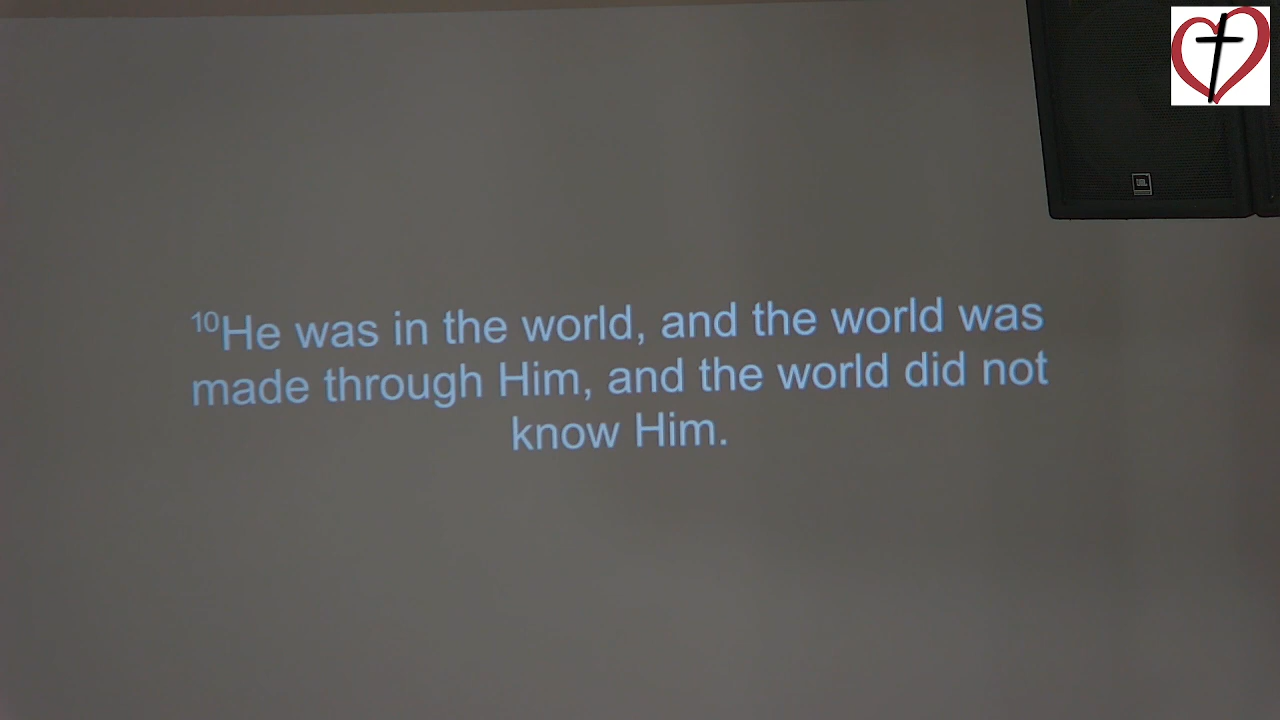 ¹⁰He was in the world, and the world was
made through Him, and the world did not
know Him.
JBL